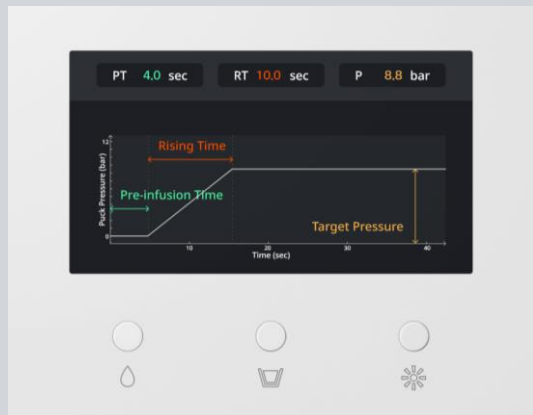 PT 4.0 sec RT 10.0 sec P 8.8 bar
12
Rising Time
Pre-infusion Time
Puck Pressure (bar)
Target Pressure
0
10 20 30 40
Time (sec)